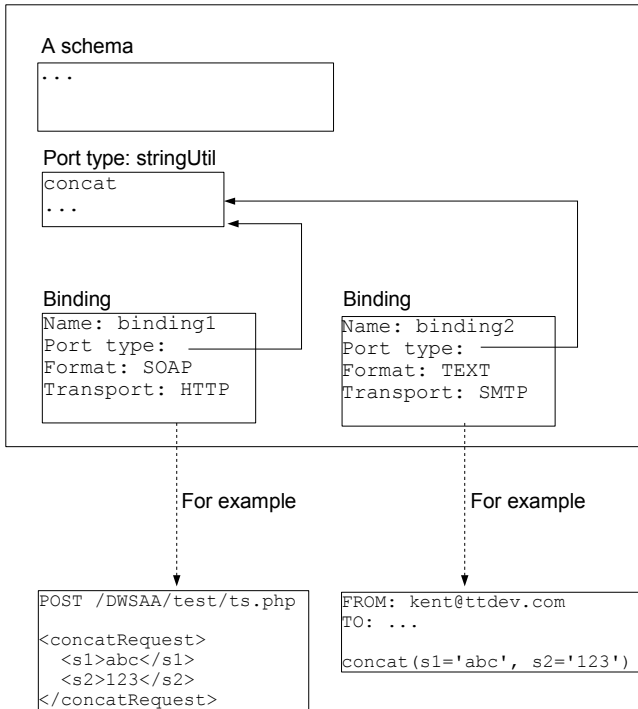 A schema
...
Port type: stringUtil
concat
...
Binding
Name: binding1
Port type:
Format: SOAP
Transport: HTTP
Binding
Name: binding2
Port type:
Format: TEXT
Transport: SMTP
For example
For example
POST /DWSAA/test/ts.php
<concatRequest>
  <s1>abc</s1>
  <s2>123</s2>
</concatRequest>
FROM: kent@ttdev.com
TO: ...
concat(s1='abc', s2='123')